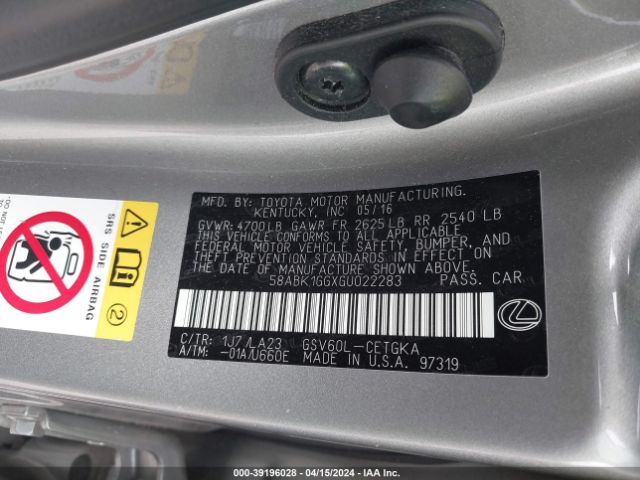 MFD. BY: TOYOTA MOTOR MANUFACTURING.
KENTUCKY, INC 05/16
GVWR: 4700LB GAWR FR 2625LB RR 2540 LB
THIS VEHICLE CONFORMS TO ALL APPLICABLE
FEDERAL MOTOR VEHICLE SAFETY, BUMPER, AND
THEFT PREVENTION STANDARDS IN EFFECT ON
THE DATE OF MANUFACTURE SHOWN ABOVE.
58ABK1GGXGU022283 PASS. CAR
C/TR: 1J7/LA23 GSV60L-CETGKA
A/TM: -01A/U660E MADE IN U.S.A. 97319
SRS SIDE AIRBAG
2
000-39196028 - 04/15/2024 - IAA Inc.